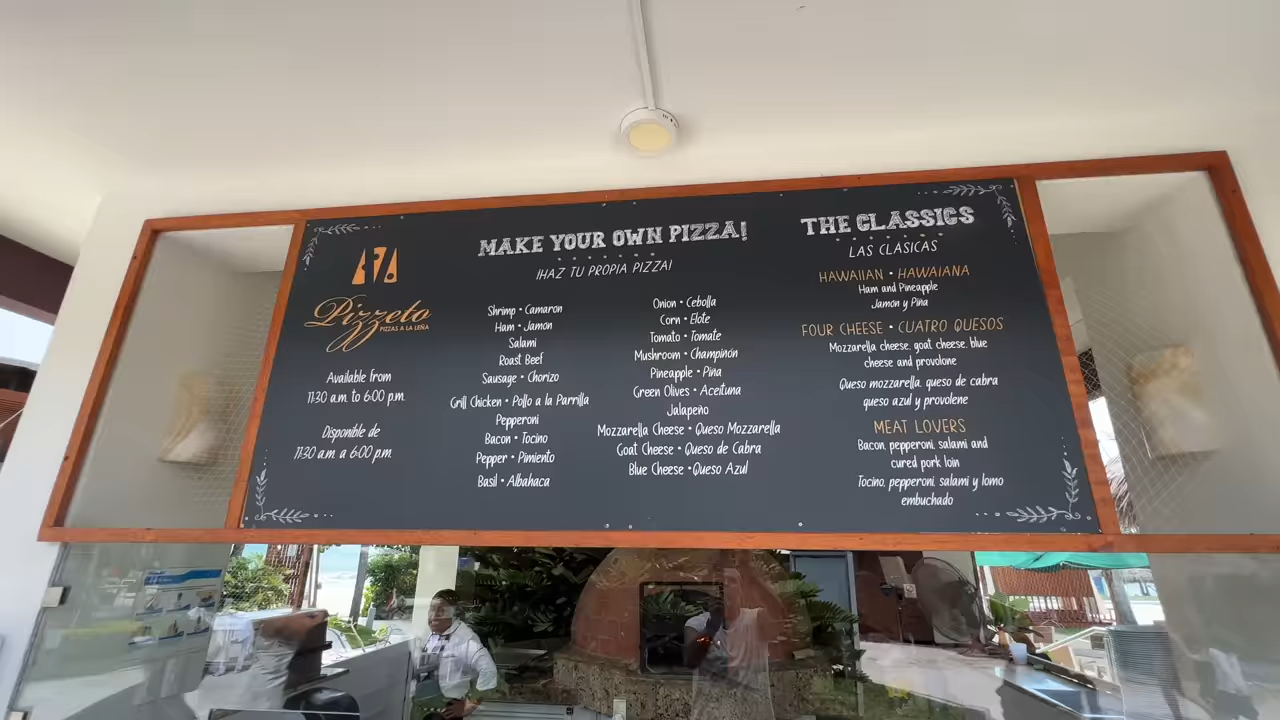 Pizzeto
PIZZAS A LA LEÑA
Available from
11:30 a.m. to 6:00 p.m.
Disponible de
11:30 a.m. a 6:00 p.m.
MAKE YOUR OWN PIZZA!
¡HAZ TU PROPIA PIZZA!
Shrimp • Camaron
Ham • Jamon
Salami
Roast Beef
Sausage • Chorizo
Grill Chicken • Pollo a la Parrilla
Pepperoni
Bacon • Tocino
Pepper • Pimiento
Basil • Albahaca
Onion • Cebolla
Corn • Elote
Tomato • Tomate
Mushroom • Champiñón
Pineapple • Piña
Green Olives • Aceituna
Jalapeño
Mozzarella Cheese • Queso Mozzarella
Goat Cheese • Queso de Cabra
Blue Cheese • Queso Azul
THE CLASSICS
LAS CLASICAS
HAWAIIAN • HAWAIANA
Ham and Pineapple
Jamon y Piña
FOUR CHEESE • CUATRO QUESOS
Mozzarella cheese, goat cheese, blue
cheese and provolone
Queso mozzarella, queso de cabra
queso azul y provolene
MEAT LOVERS
Bacon, pepperoni, salami and
cured pork loin
Tocino, pepperoni, salami y lomo
embuchado